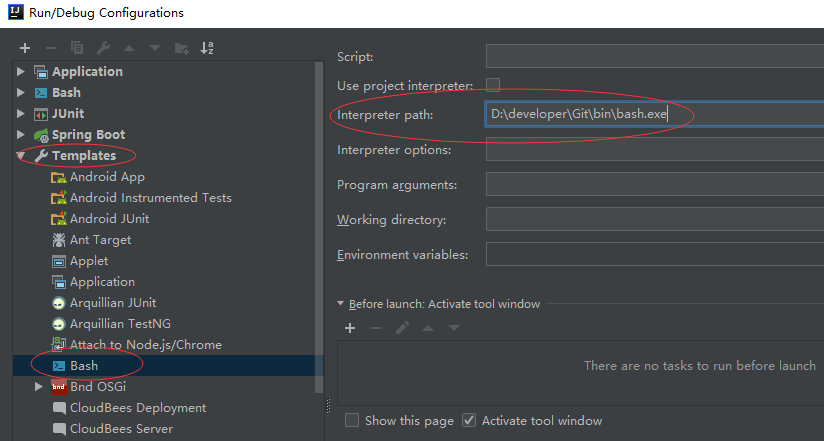 IJ Run/Debug Configurations
Application
Bash
JUnit
Spring Boot
Templates
Android App
Android Instrumented Tests
Android JUnit
Ant Target
Applet
Application
Arquillian JUnit
Arquillian TestNG
Attach to Node.js/Chrome
Bash
bnd Bnd OSGi
CloudBees Deployment
CloudBees Server
Script:
Use project interpreter:
Interpreter path: D:\developer\Git\bin\bash.exe
Interpreter options:
Program arguments:
Working directory:
Environment variables:
Before launch: Activate tool window
There are no tasks to run before launch
Show this page Activate tool window